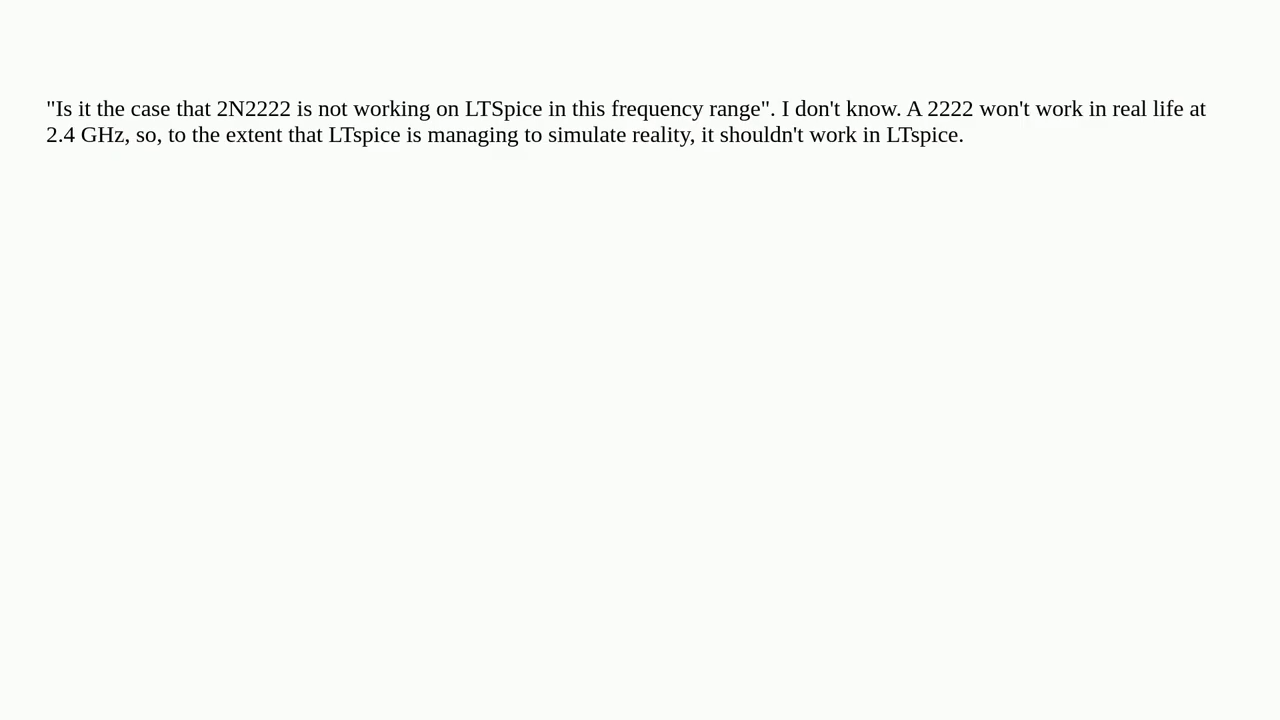 "Is it the case that 2N2222 is not working on LTSpice in this frequency range". I don't know. A 2222 won't work in real life at
2.4 GHz, so, to the extent that LTspice is managing to simulate reality, it shouldn't work in LTspice.